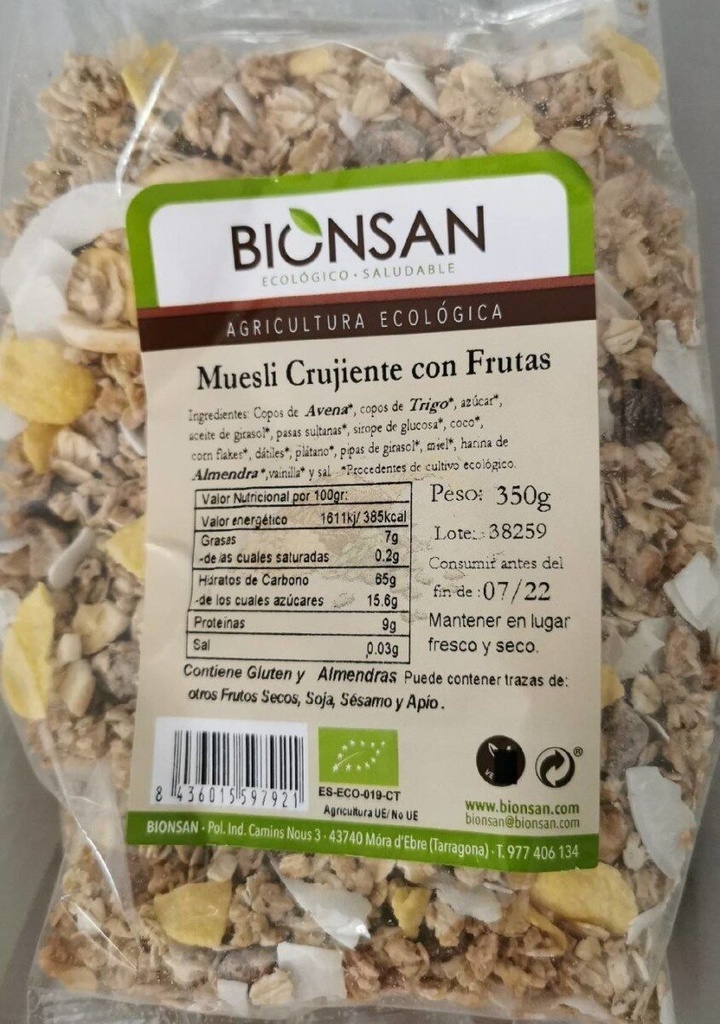 BIONSAN
ECOLÓGICO · SALUDABLE
AGRICULTURA ECOLÓGICA
Muesli Crujiente con Frutas
Ingredientes: Copos de Avena*, copos de Trigo*, azúcar*,
aceite de girasol*, pasas sultanas*, sirope de glucosa*, coco*,
corn flakes*, dátiles*, plátano*, pipas de girasol*, miel*, harina de
Almendra*, vainilla* y sal *Procedentes de cultivo ecológico.
Valor Nutricional por 100gr:
Valor energético 1611kj/ 385kcal
Grasas 7g
-de las cuales saturadas 0.2g
Hidratos de Carbono 65g
-de los cuales azúcares 15.6g
Proteínas 9g
Sal 0.03g
Peso: 350g
Lote: 38259
Consumir antes del
fin de : 07/22
Mantener en lugar
fresco y seco.
Contiene Gluten y Almendras Puede contener trazas de:
otros Frutos Secos, Soja, Sésamo y Apio.
8 436015 597921
ES-ECO-019-CT
Agricultura UE/No UE
VE
®
www.bionsan.com
bionsan@bionsan.com
BIONSAN · Pol. Ind. Camins Nous 3 · 43740 Móra d'Ebre (Tarragona) · T. 977 406 134